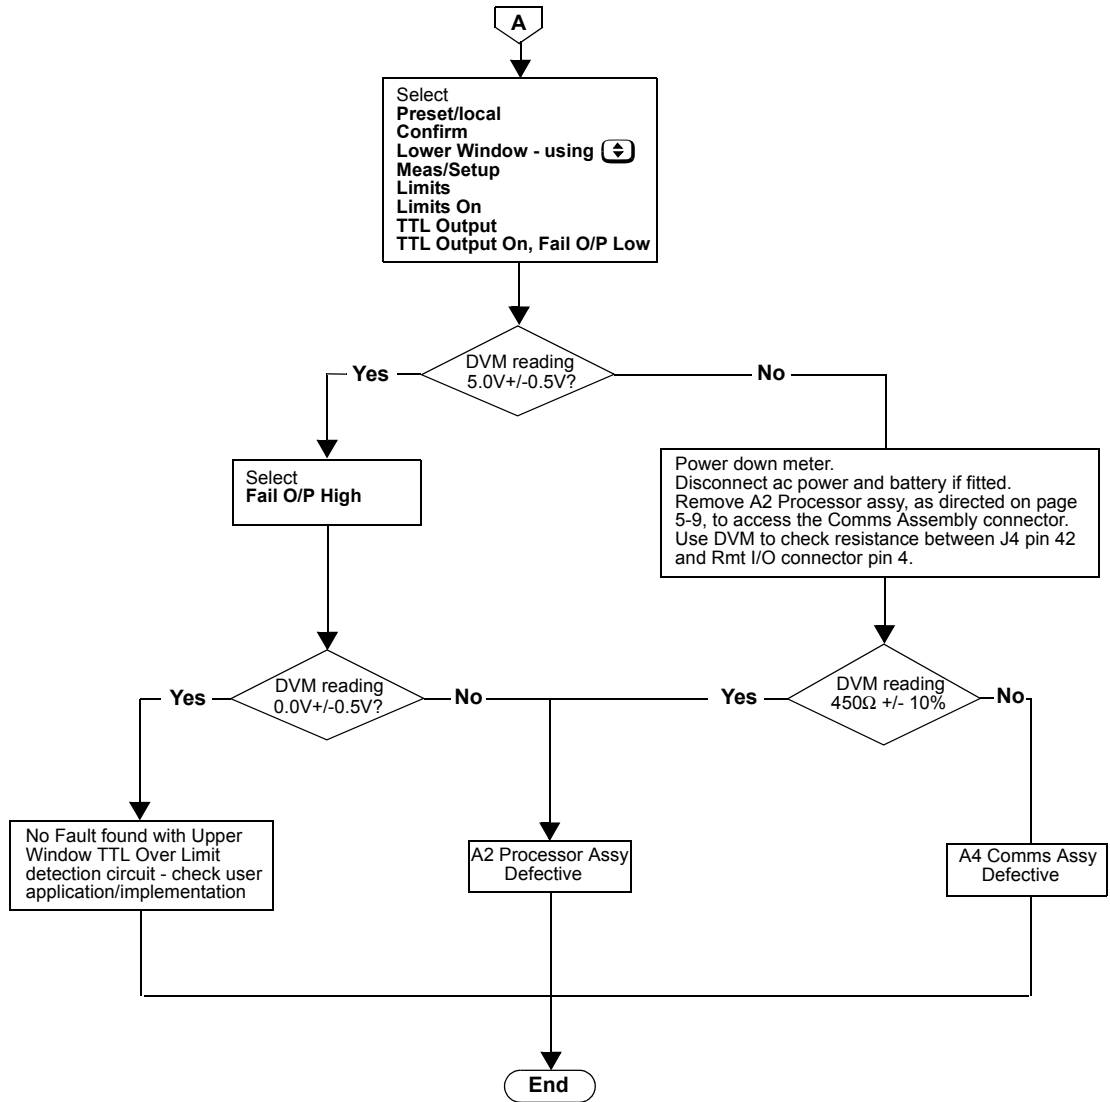 A
Select
Preset/local
Confirm
Lower Window - using
Meas/Setup
Limits
Limits On
TTL Output
TTL Output On, Fail O/P Low
DVM reading
5.0V+/-0.5V?
Yes
No
Select
Fail O/P High
Power down meter.
Disconnect ac power and battery if fitted.
Remove A2 Processor assy, as directed on page
5-9, to access the Comms Assembly connector.
Use DVM to check resistance between J4 pin 42
and Rmt I/O connector pin 4.
DVM reading
0.0V+/-0.5V?
Yes
No
DVM reading
450Ω +/- 10%
Yes
No
No Fault found with Upper
Window TTL Over Limit
detection circuit - check user
application/implementation
A2 Processor Assy
Defective
A4 Comms Assy
Defective
End